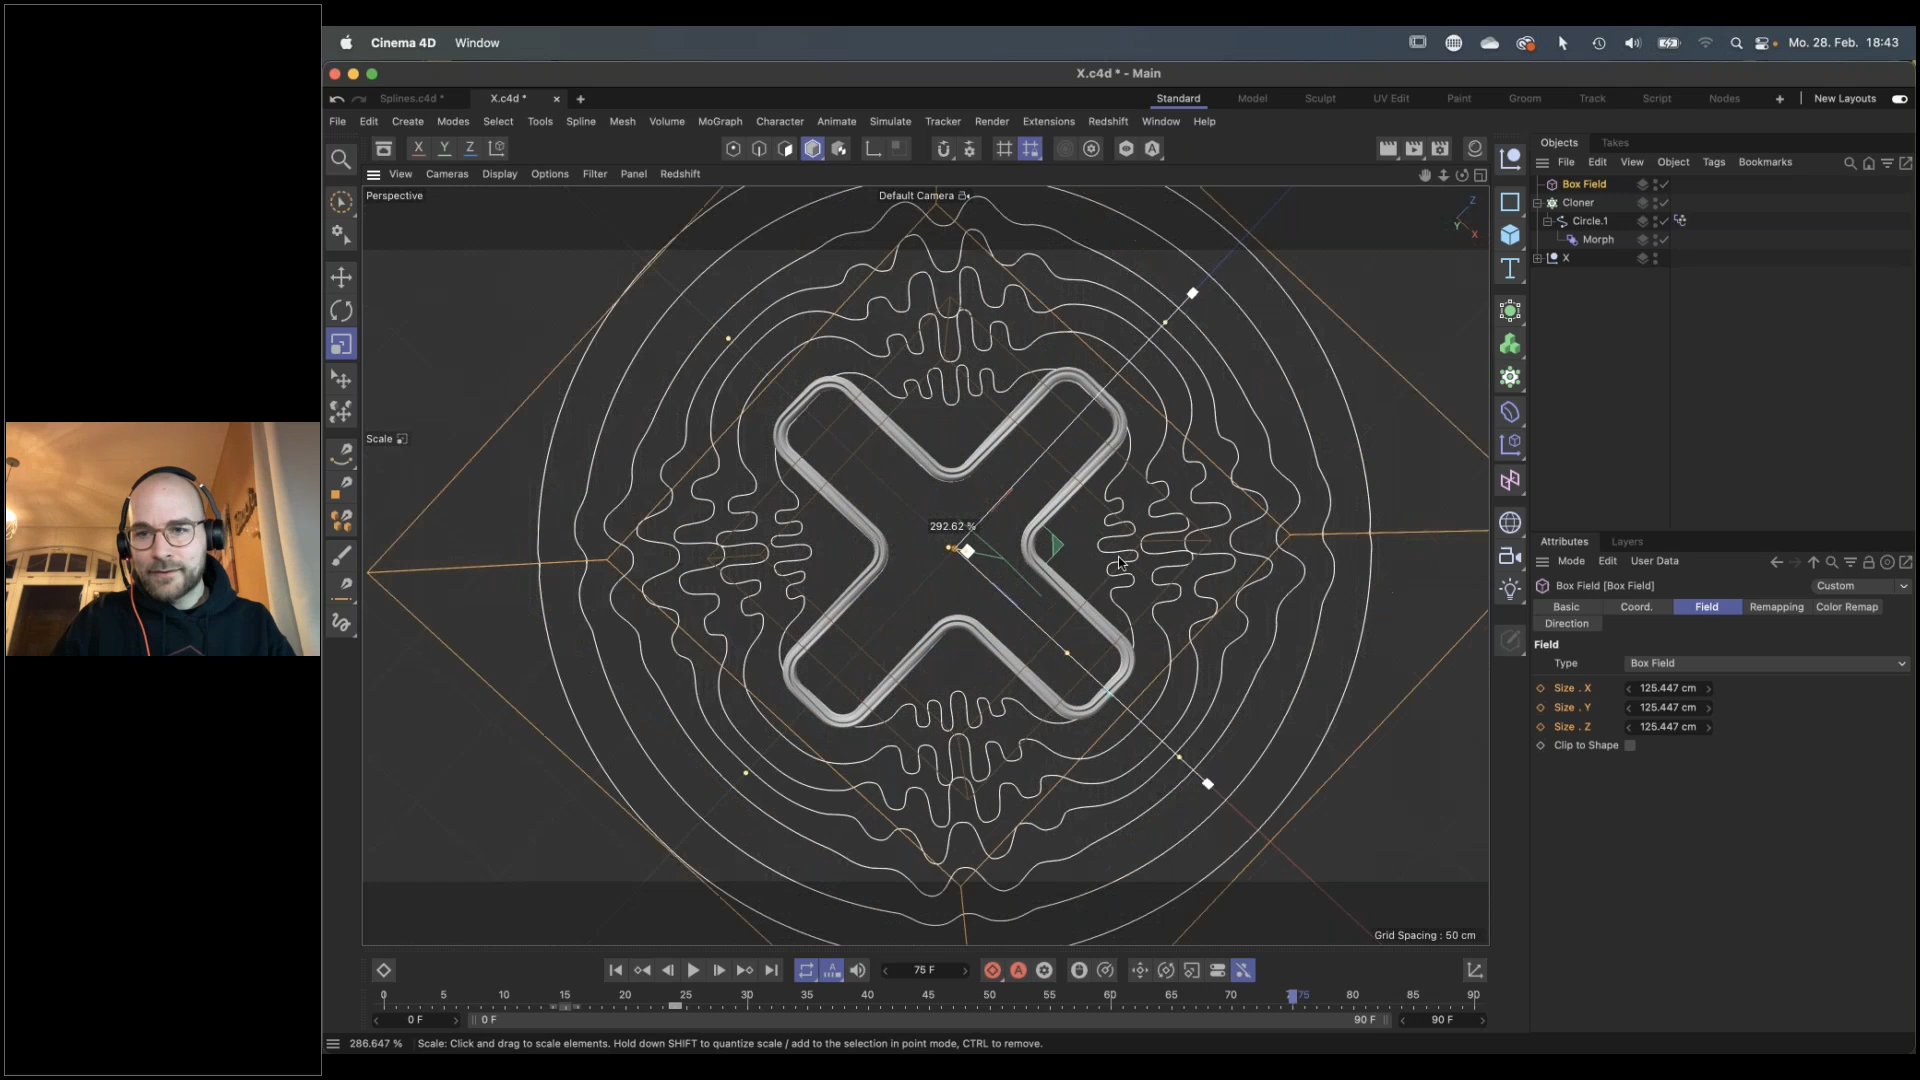 Cinema 4D Window
Mo. 28. Feb. 18:43
X.c4d * - Main
Splines.c4d *
X.c4d *
Standard Model Sculpt UV Edit Paint Groom Track Script Nodes New Layouts
File Edit Create Modes Select Tools Spline Mesh Volume MoGraph Character Animate Simulate Tracker Render Extensions Redshift Window Help
X Y Z
View Cameras Display Options Filter Panel Redshift
Perspective
Default Camera
Z
Y
X
Scale
292.62 %
Grid Spacing : 50 cm
Objects Takes
File Edit View Object Tags Bookmarks
Box Field
Cloner
Circle.1
Morph
X
Attributes Layers
Mode Edit User Data
Box Field [Box Field]
Custom
Basic Coord. Field Remapping Color Remap
Direction
Field
Type Box Field
Size . X 125.447 cm
Size . Y 125.447 cm
Size . Z 125.447 cm
Clip to Shape
75 F
0 5 10 15 20 25 30 35 40 45 50 55 60 65 70 75 80 85 90
0 F
0 F
90 F
90 F
286.647 %
Scale: Click and drag to scale elements. Hold down SHIFT to quantize scale / add to the selection in point mode, CTRL to remove.